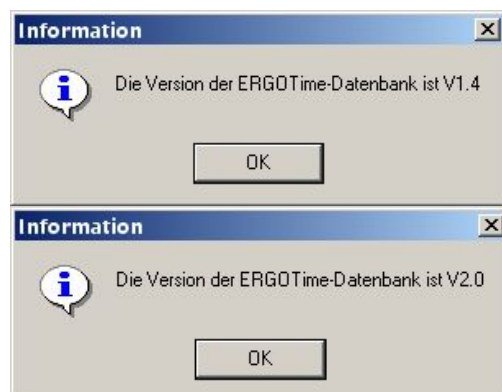 Information
Die Version der ERGOTime-Datenbank ist V1.4
OK
Information
Die Version der ERGOTime-Datenbank ist V2.0
OK